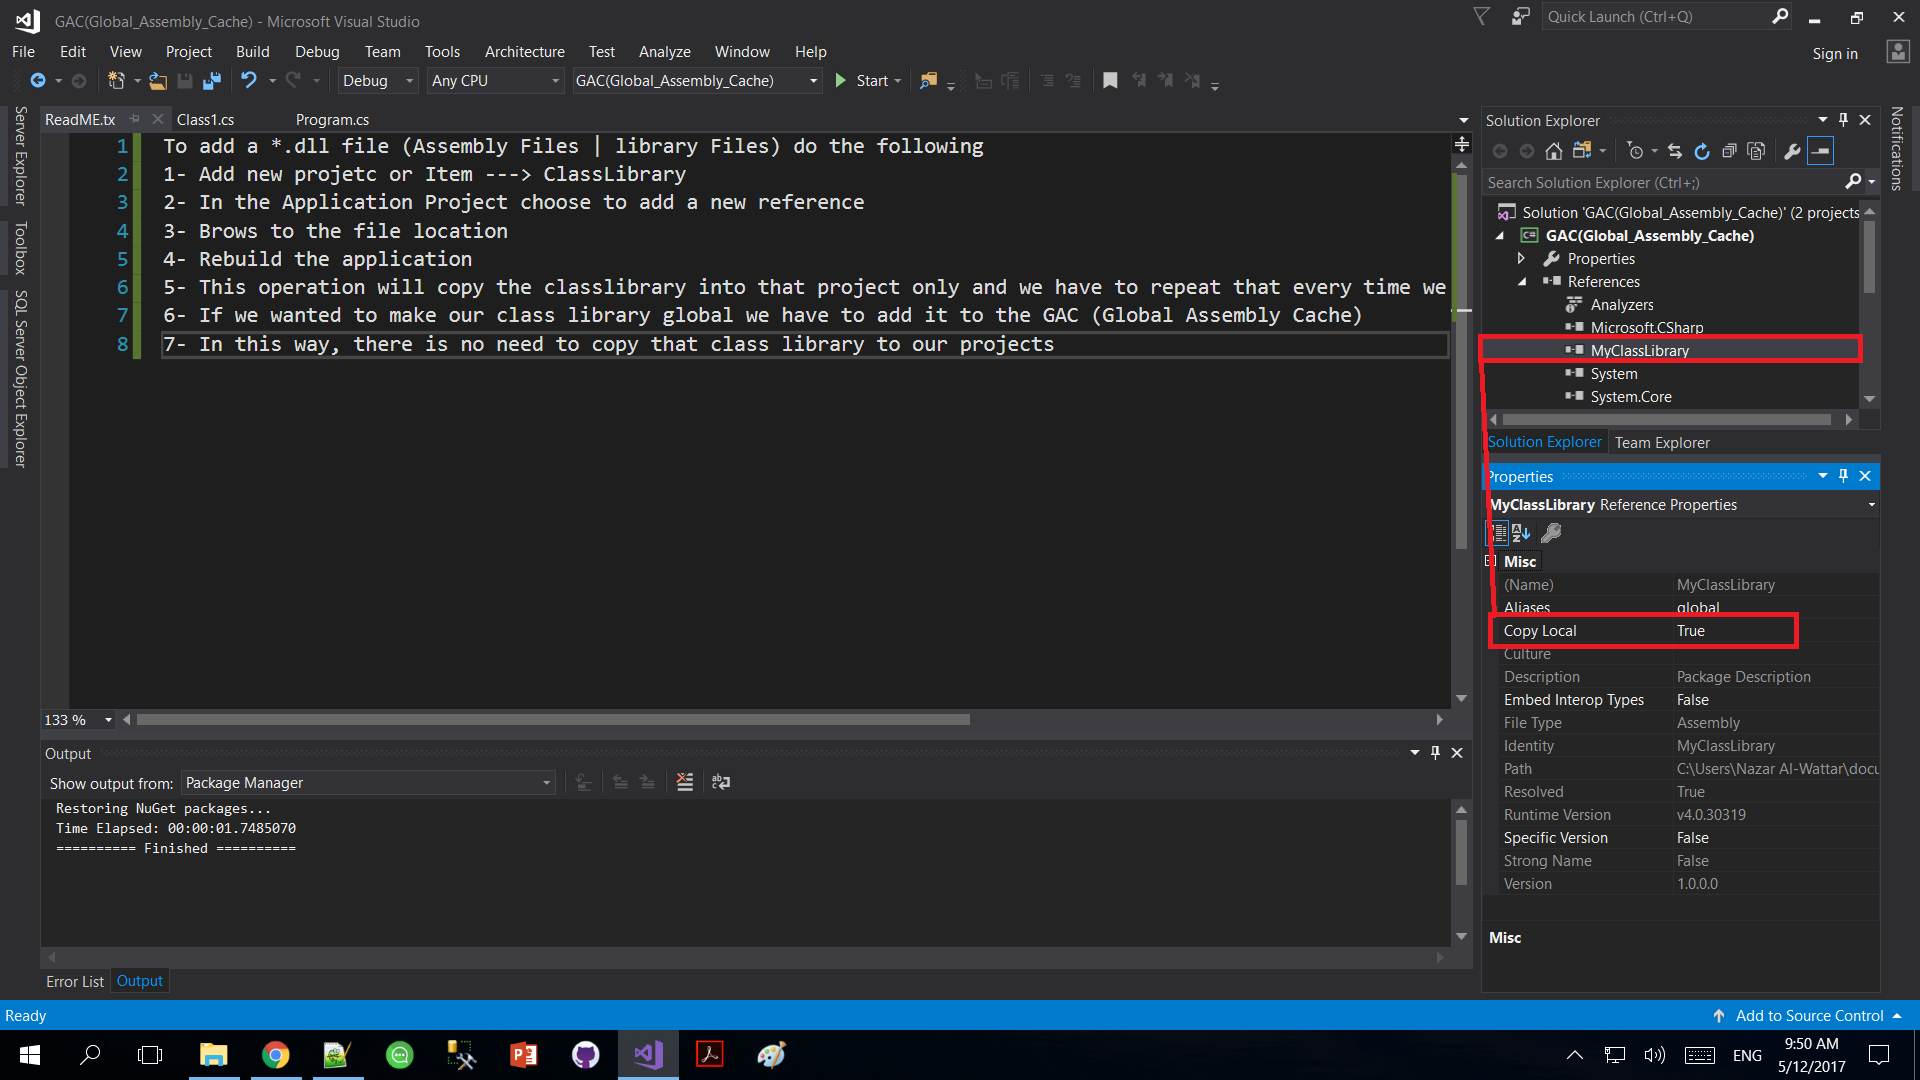 GAC(Global_Assembly_Cache) - Microsoft Visual Studio
Quick Launch (Ctrl+Q)
File Edit View Project Build Debug Team Tools Architecture Test Analyze Window Help
Sign in
Debug Any CPU GAC(Global_Assembly_Cache) Start
Server Explorer
Toolbox
SQL Server Object Explorer
ReadME.tx Class1.cs Program.cs
1 To add a *.dll file (Assembly Files | library Files) do the following
2 1- Add new projetc or Item ---> ClassLibrary
3 2- In the Application Project choose to add a new reference
4 3- Brows to the file location
5 4- Rebuild the application
6 5- This operation will copy the classlibrary into that project only and we have to repeat that every time we
7 6- If we wanted to make our class library global we have to add it to the GAC (Global Assembly Cache)
8 7- In this way, there is no need to copy that class library to our projects
133 %
Output
Show output from: Package Manager
Restoring NuGet packages...
Time Elapsed: 00:00:01.7485070
========== Finished ==========
Error List Output
Solution Explorer
Search Solution Explorer (Ctrl+;)
Solution 'GAC(Global_Assembly_Cache)' (2 projects
C# GAC(Global_Assembly_Cache)
Properties
References
Analyzers
Microsoft.CSharp
MyClassLibrary
System
System.Core
Solution Explorer Team Explorer
Properties
MyClassLibrary Reference Properties
Misc
(Name) MyClassLibrary
Aliases global
Copy Local True
Culture
Description Package Description
Embed Interop Types False
File Type Assembly
Identity MyClassLibrary
Path C:\Users\Nazar Al-Wattar\docu
Resolved True
Runtime Version v4.0.30319
Specific Version False
Strong Name False
Version 1.0.0.0
Misc
Notifications
Ready
Add to Source Control
ENG
9:50 AM
5/12/2017